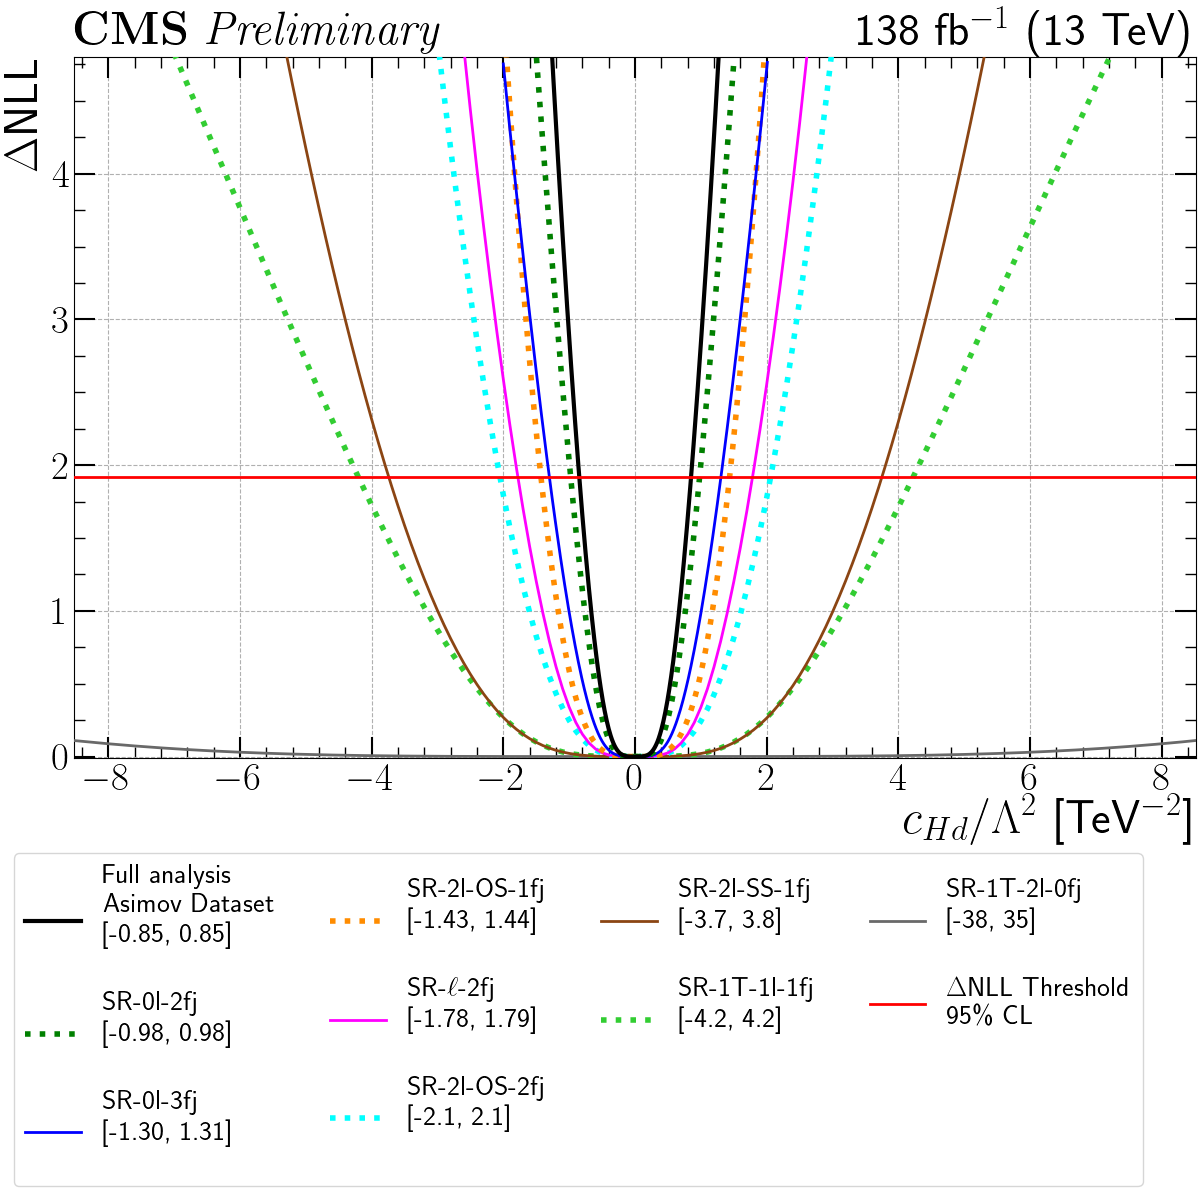 CMS Preliminary 138 fb⁻¹ (13 TeV)
ΔNLL
4
3
2
1
0
−8 −6 −4 −2 0 2 4 6 8
c_Hd/Λ² [TeV⁻²]
Full analysis
Asimov Dataset
[-0.85, 0.85]
SR-0l-2fj
[-0.98, 0.98]
SR-0l-3fj
[-1.30, 1.31]
SR-2l-OS-1fj
[-1.43, 1.44]
SR-ℓ-2fj
[-1.78, 1.79]
SR-2l-OS-2fj
[-2.1, 2.1]
SR-2l-SS-1fj
[-3.7, 3.8]
SR-1T-1l-1fj
[-4.2, 4.2]
SR-1T-2l-0fj
[-38, 35]
ΔNLL Threshold
95% CL